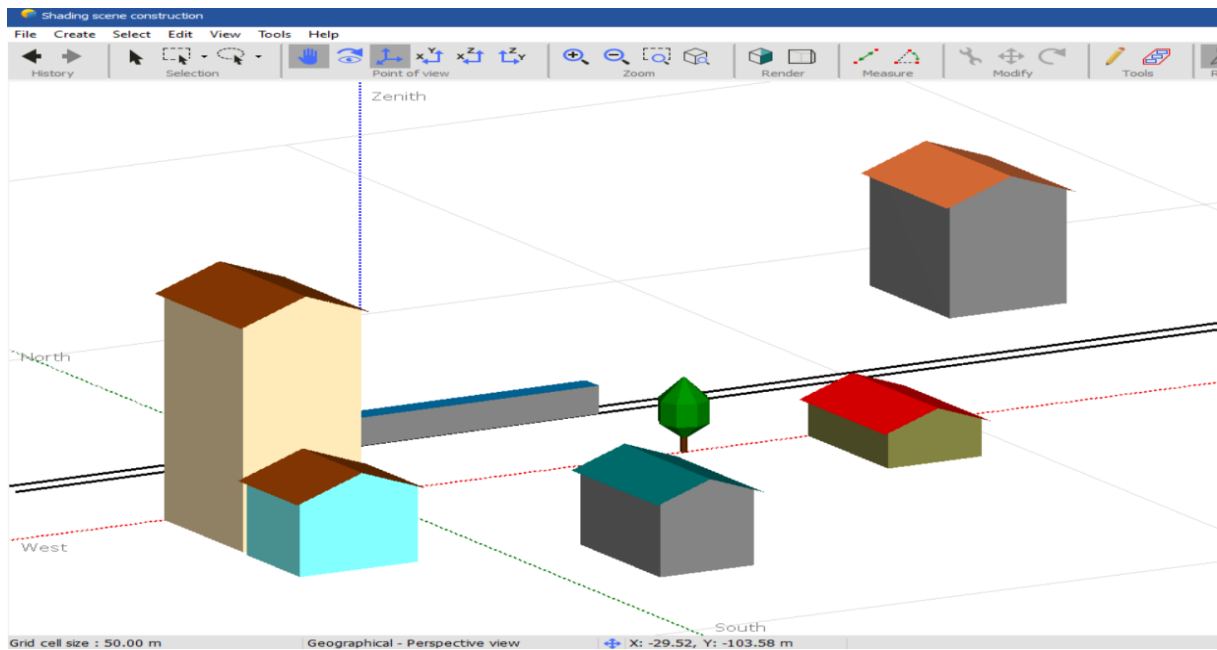 Shading scene construction
File Create Select Edit View Tools Help
History Selection Point of view Zoom Render Measure Modify Tools
Zenith
North
West
South
Grid cell size : 50.00 m Geographical - Perspective view X: -29.52, Y: -103.58 m